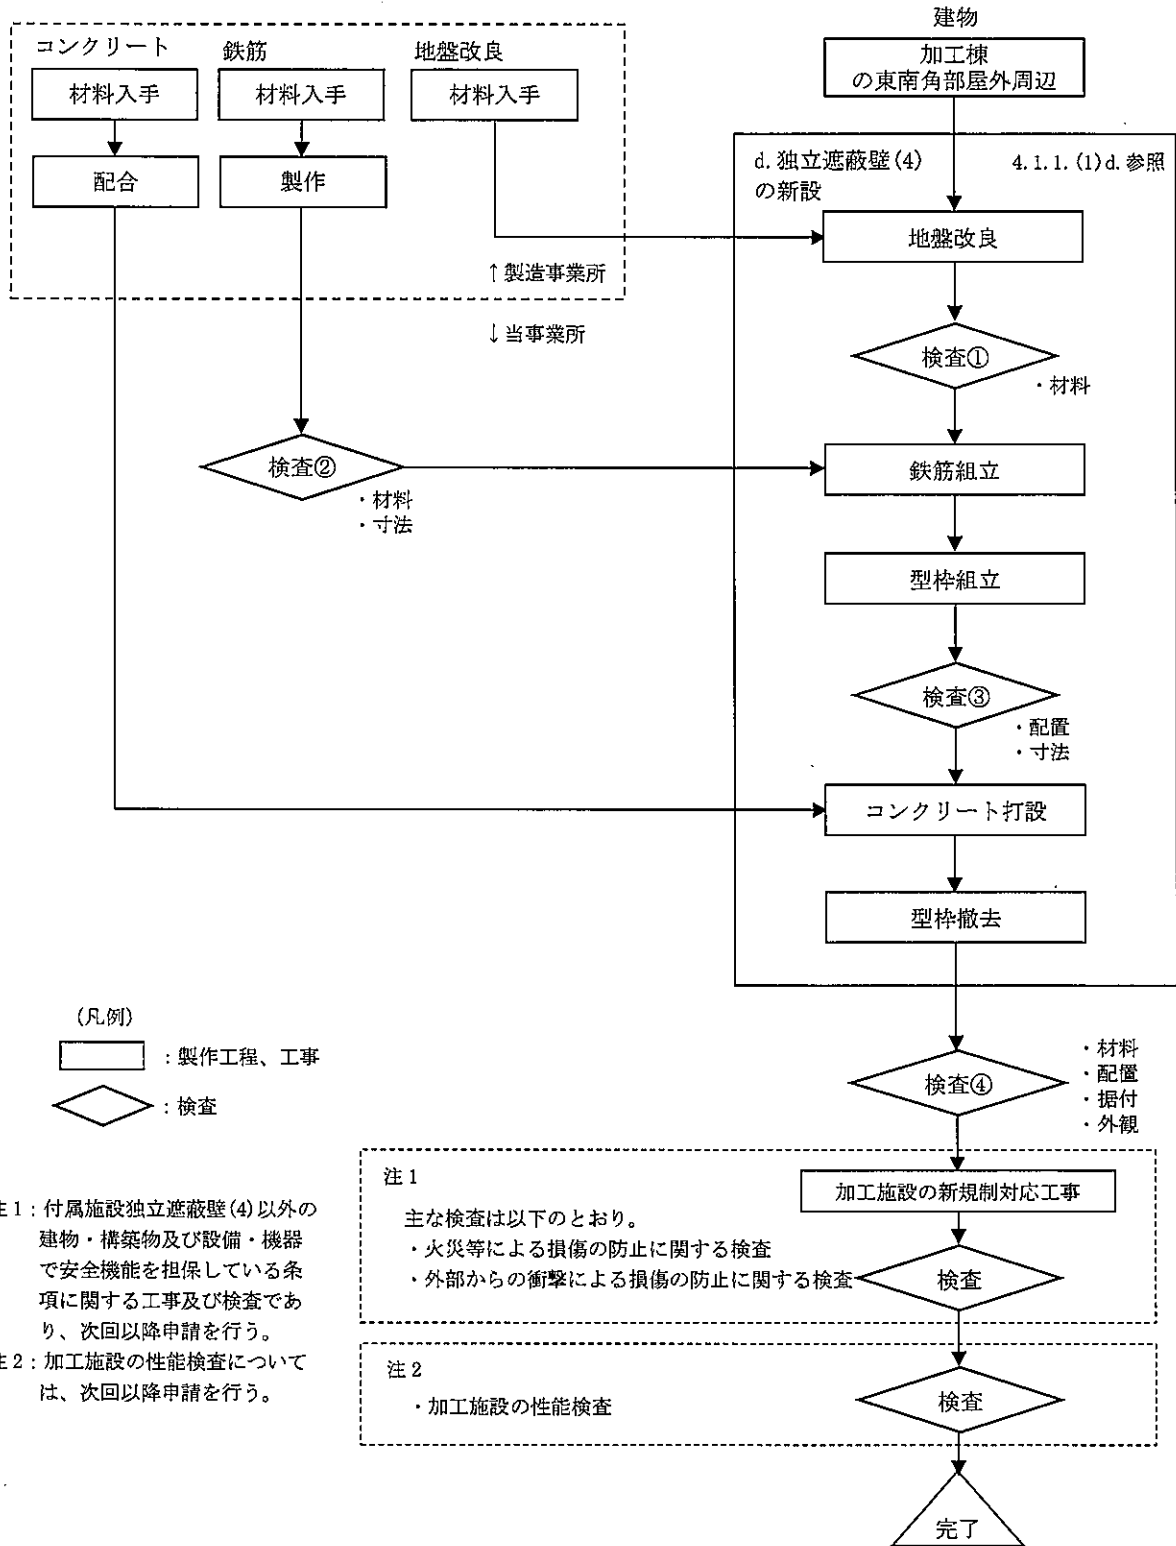 建物
コンクリート
鉄筋
地盤改良
材料入手
材料入手
材料入手
加工棟
の東南角部屋外周辺
配合
製作
d. 独立遮蔽壁(4)
の新設
4.1.1.(1)d.参照
地盤改良
↑製造事業所
↓当事業所
検査①
・材料
検査②
・材料
・寸法
鉄筋組立
型枠組立
検査③
・配置
・寸法
コンクリート打設
型枠撤去
(凡例)
：製作工程、工事
：検査
検査④
・材料
・配置
・据付
・外観
注1：付属施設独立遮蔽壁(4)以外の
建物・構築物及び設備・機器
で安全機能を担保している条
項に関する工事及び検査であ
り、次回以降申請を行う。
注2：加工施設の性能検査について
は、次回以降申請を行う。
注1
加工施設の新規制対応工事
主な検査は以下のとおり。
・火災等による損傷の防止に関する検査
・外部からの衝撃による損傷の防止に関する検査
検査
注2
・加工施設の性能検査
検査
完了